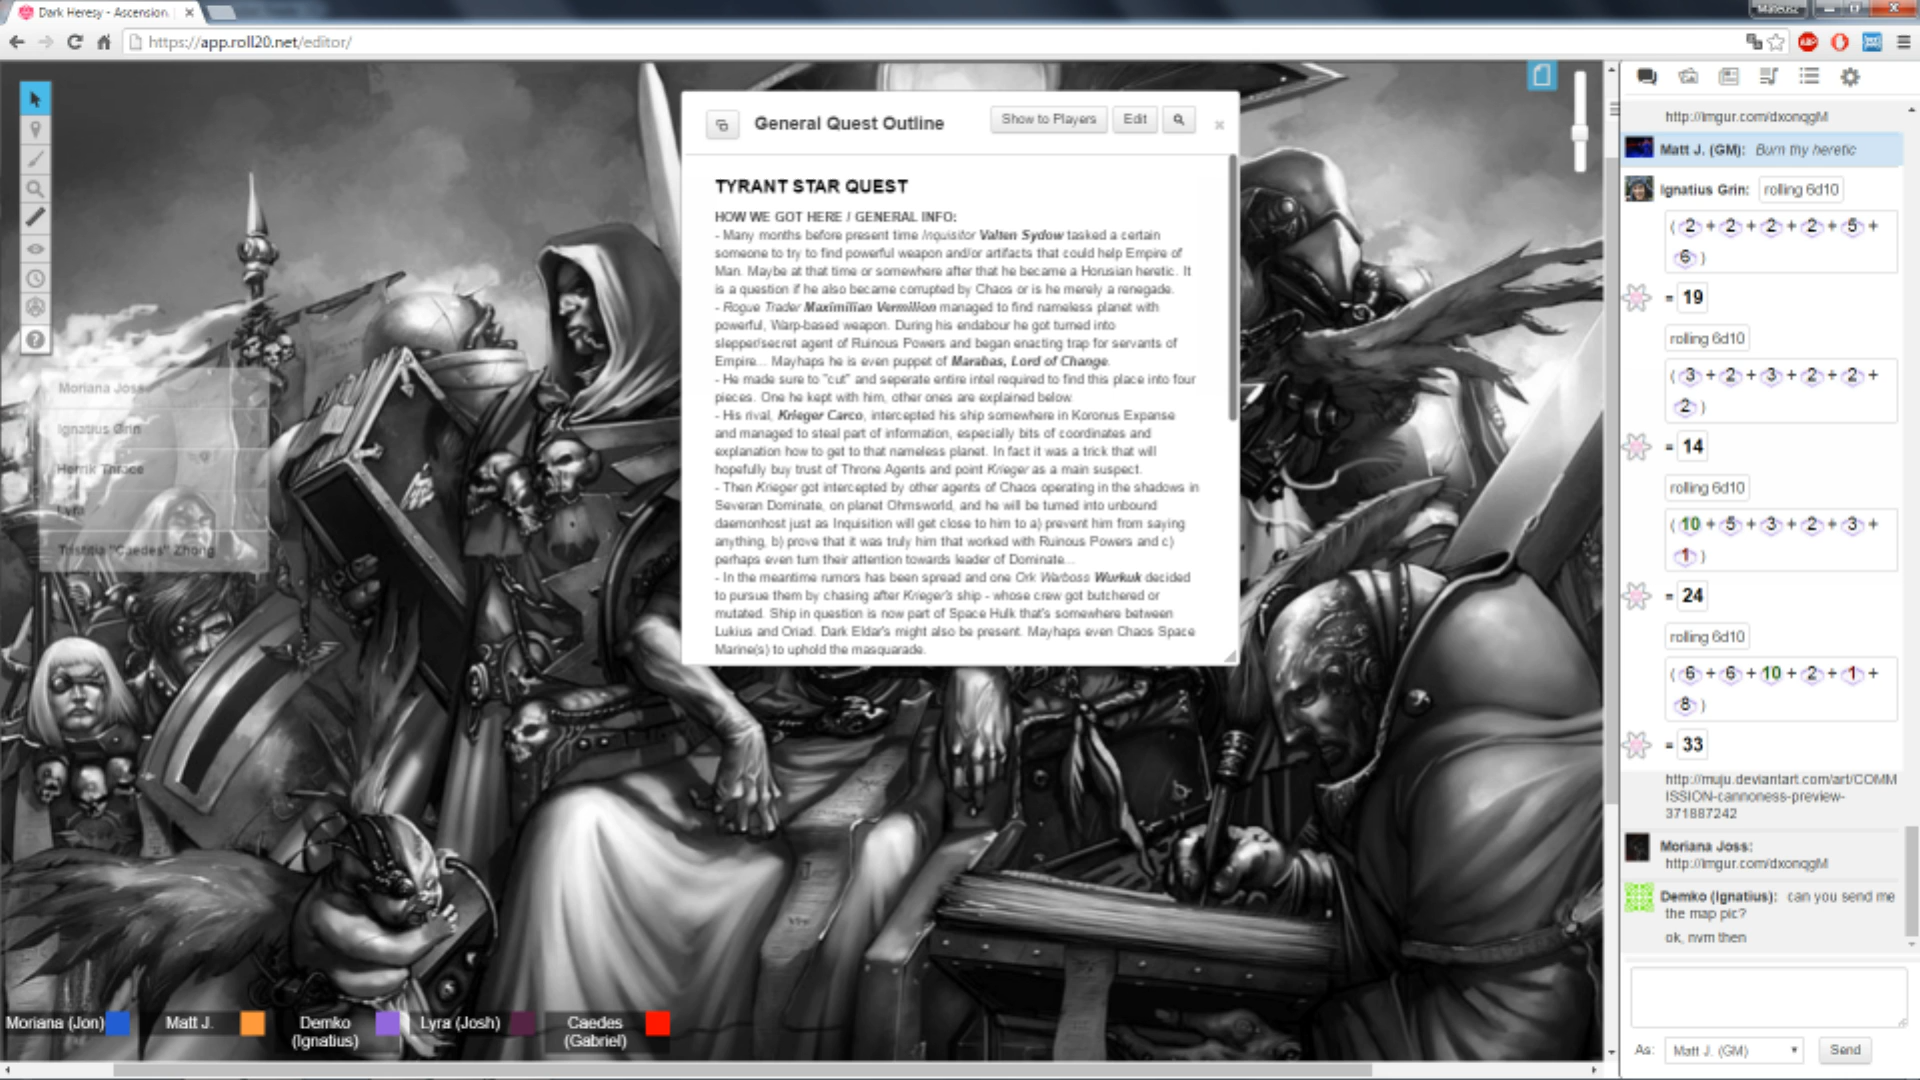 Dark Heresy - Ascension
Mateusz
https://app.roll20.net/editor/
ABP
General Quest Outline
Show to Players
Edit
TYRANT STAR QUEST
HOW WE GOT HERE / GENERAL INFO:
- Many months before present time Inquisitor Valten Sydow tasked a certain
someone to try to find powerful weapon and/or artifacts that could help Empire of
Man. Maybe at that time or somewhere after that he became a Horusian heretic. It
is a question if he also became corrupted by Chaos or is he merely a renegade.
- Rogue Trader Maximilian Vermillion managed to find nameless planet with
powerful, Warp-based weapon. During his endabour he got turned into
slepper/secret agent of Ruinous Powers and began enacting trap for servants of
Empire... Mayhaps he is even puppet of Marabas, Lord of Change.
- He made sure to "cut" and seperate entire intel required to find this place into four
pieces. One he kept with him, other ones are explained below.
- His rival, Krieger Carco, intercepted his ship somewhere in Koronus Expanse
and managed to steal part of information, especially bits of coordinates and
explanation how to get to that nameless planet. In fact it was a trick that will
hopefully buy trust of Throne Agents and point Krieger as a main suspect.
- Then Krieger got intercepted by other agents of Chaos operating in the shadows in
Severan Dominate, on planet Ohmsworld, and he will be turned into unbound
daemonhost just as Inquisition will get close to him to a) prevent him from saying
anything, b) prove that it was truly him that worked with Ruinous Powers and c)
perhaps even turn their attention towards leader of Dominate...
- In the meantime rumors has been spread and one Ork Warboss Wurkuk decided
to pursue them by chasing after Krieger's ship - whose crew got butchered or
mutated. Ship in question is now part of Space Hulk that's somewhere between
Lukius and Oriad. Dark Eldar's might also be present. Mayhaps even Chaos Space
Marine(s) to uphold the masquarade.
Moriana Joss
Ignatius Grin
Herrik Thrace
Lyra
Tristitia "Caedes" Zhong
Moriana (Jon)
Matt J.
Demko
(Ignatius)
Lyra (Josh)
Caedes
(Gabriel)
http://imgur.com/dxonqgM
Matt J. (GM): Burn thy heretic
Ignatius Grin: rolling 6d10
(2+2+2+2+5+
6)
= 19
rolling 6d10
(3+2+3+2+2+
2)
= 14
rolling 6d10
(10+5+3+2+3+
1)
= 24
rolling 6d10
(6+6+10+2+1+
8)
= 33
http://muju.deviantart.com/art/COMM
ISSION-cannoness-preview-
371887242
Moriana Joss:
http://imgur.com/dxonqgM
Demko (Ignatius): can you send me
the map pic?
ok, nvm then
As: Matt J. (GM)
Send